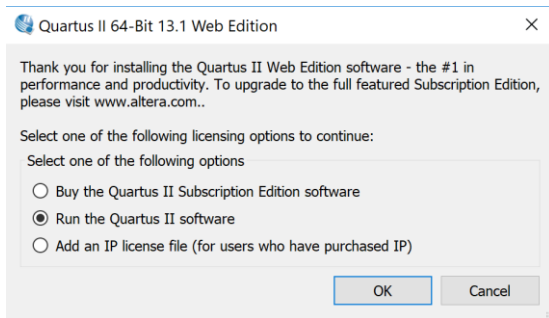 Quartus II 64-Bit 13.1 Web Edition
Thank you for installing the Quartus II Web Edition software - the #1 in
performance and productivity. To upgrade to the full featured Subscription Edition,
please visit www.altera.com..
Select one of the following licensing options to continue:
Select one of the following options
Buy the Quartus II Subscription Edition software
Run the Quartus II software
Add an IP license file (for users who have purchased IP)
OK Cancel